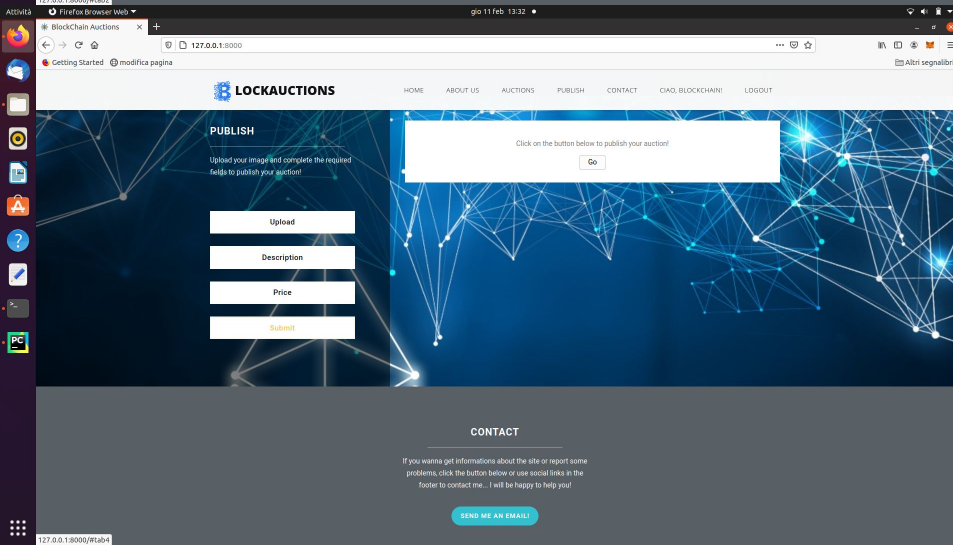 127.0.0.1:8000/#tab2
Attività Firefox Browser Web gio 11 feb 13:32
BlockChain Auctions
127.0.0.1:8000
Getting Started modifica pagina Altri segnalibri
LOCKAUCTIONS HOME ABOUT US AUCTIONS PUBLISH CONTACT CIAO, BLOCKCHAIN! LOGOUT
PUBLISH
Upload your image and complete the required
fields to publish your auction!
Upload
Description
Price
Submit
Click on the button below to publish your auction!
Go
CONTACT
If you wanna get informations about the site or report some
problems, click the button below or use social links in the
footer to contact me... I will be happy to help you!
SEND ME AN EMAIL!
127.0.0.1:8000/#tab4